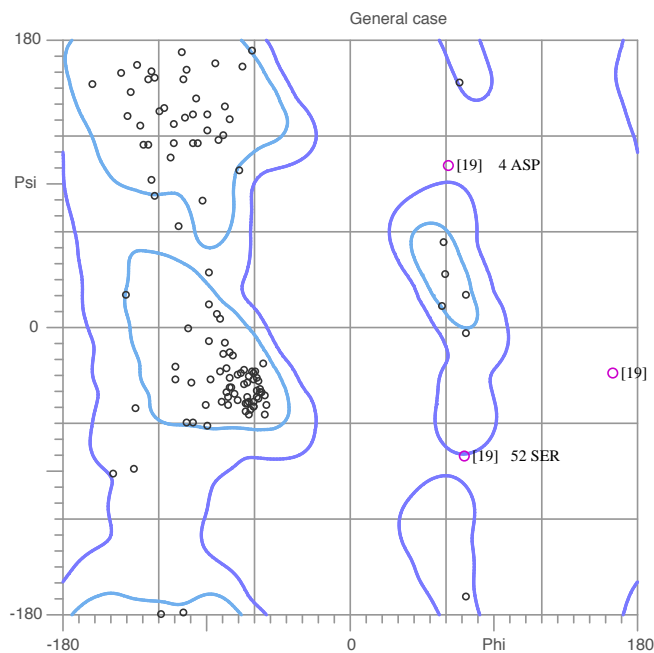 General case
180
[19] 4 ASP
Psi
0
[19]
[19] 52 SER
-180
-180 0 Phi 180